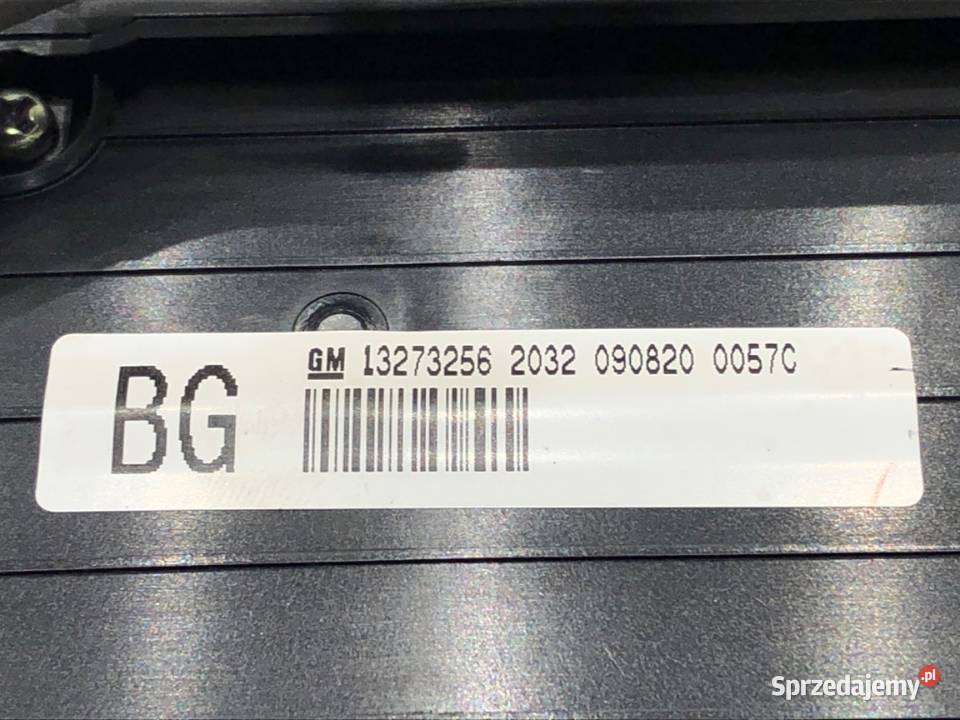 GM 13273256 2032 090820 0057C
BG
Sprzedajemy.pl